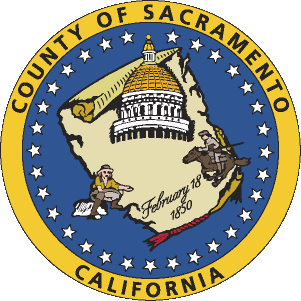 COUNTY OF SACRAMENTO
February 18
1850
CALIFORNIA